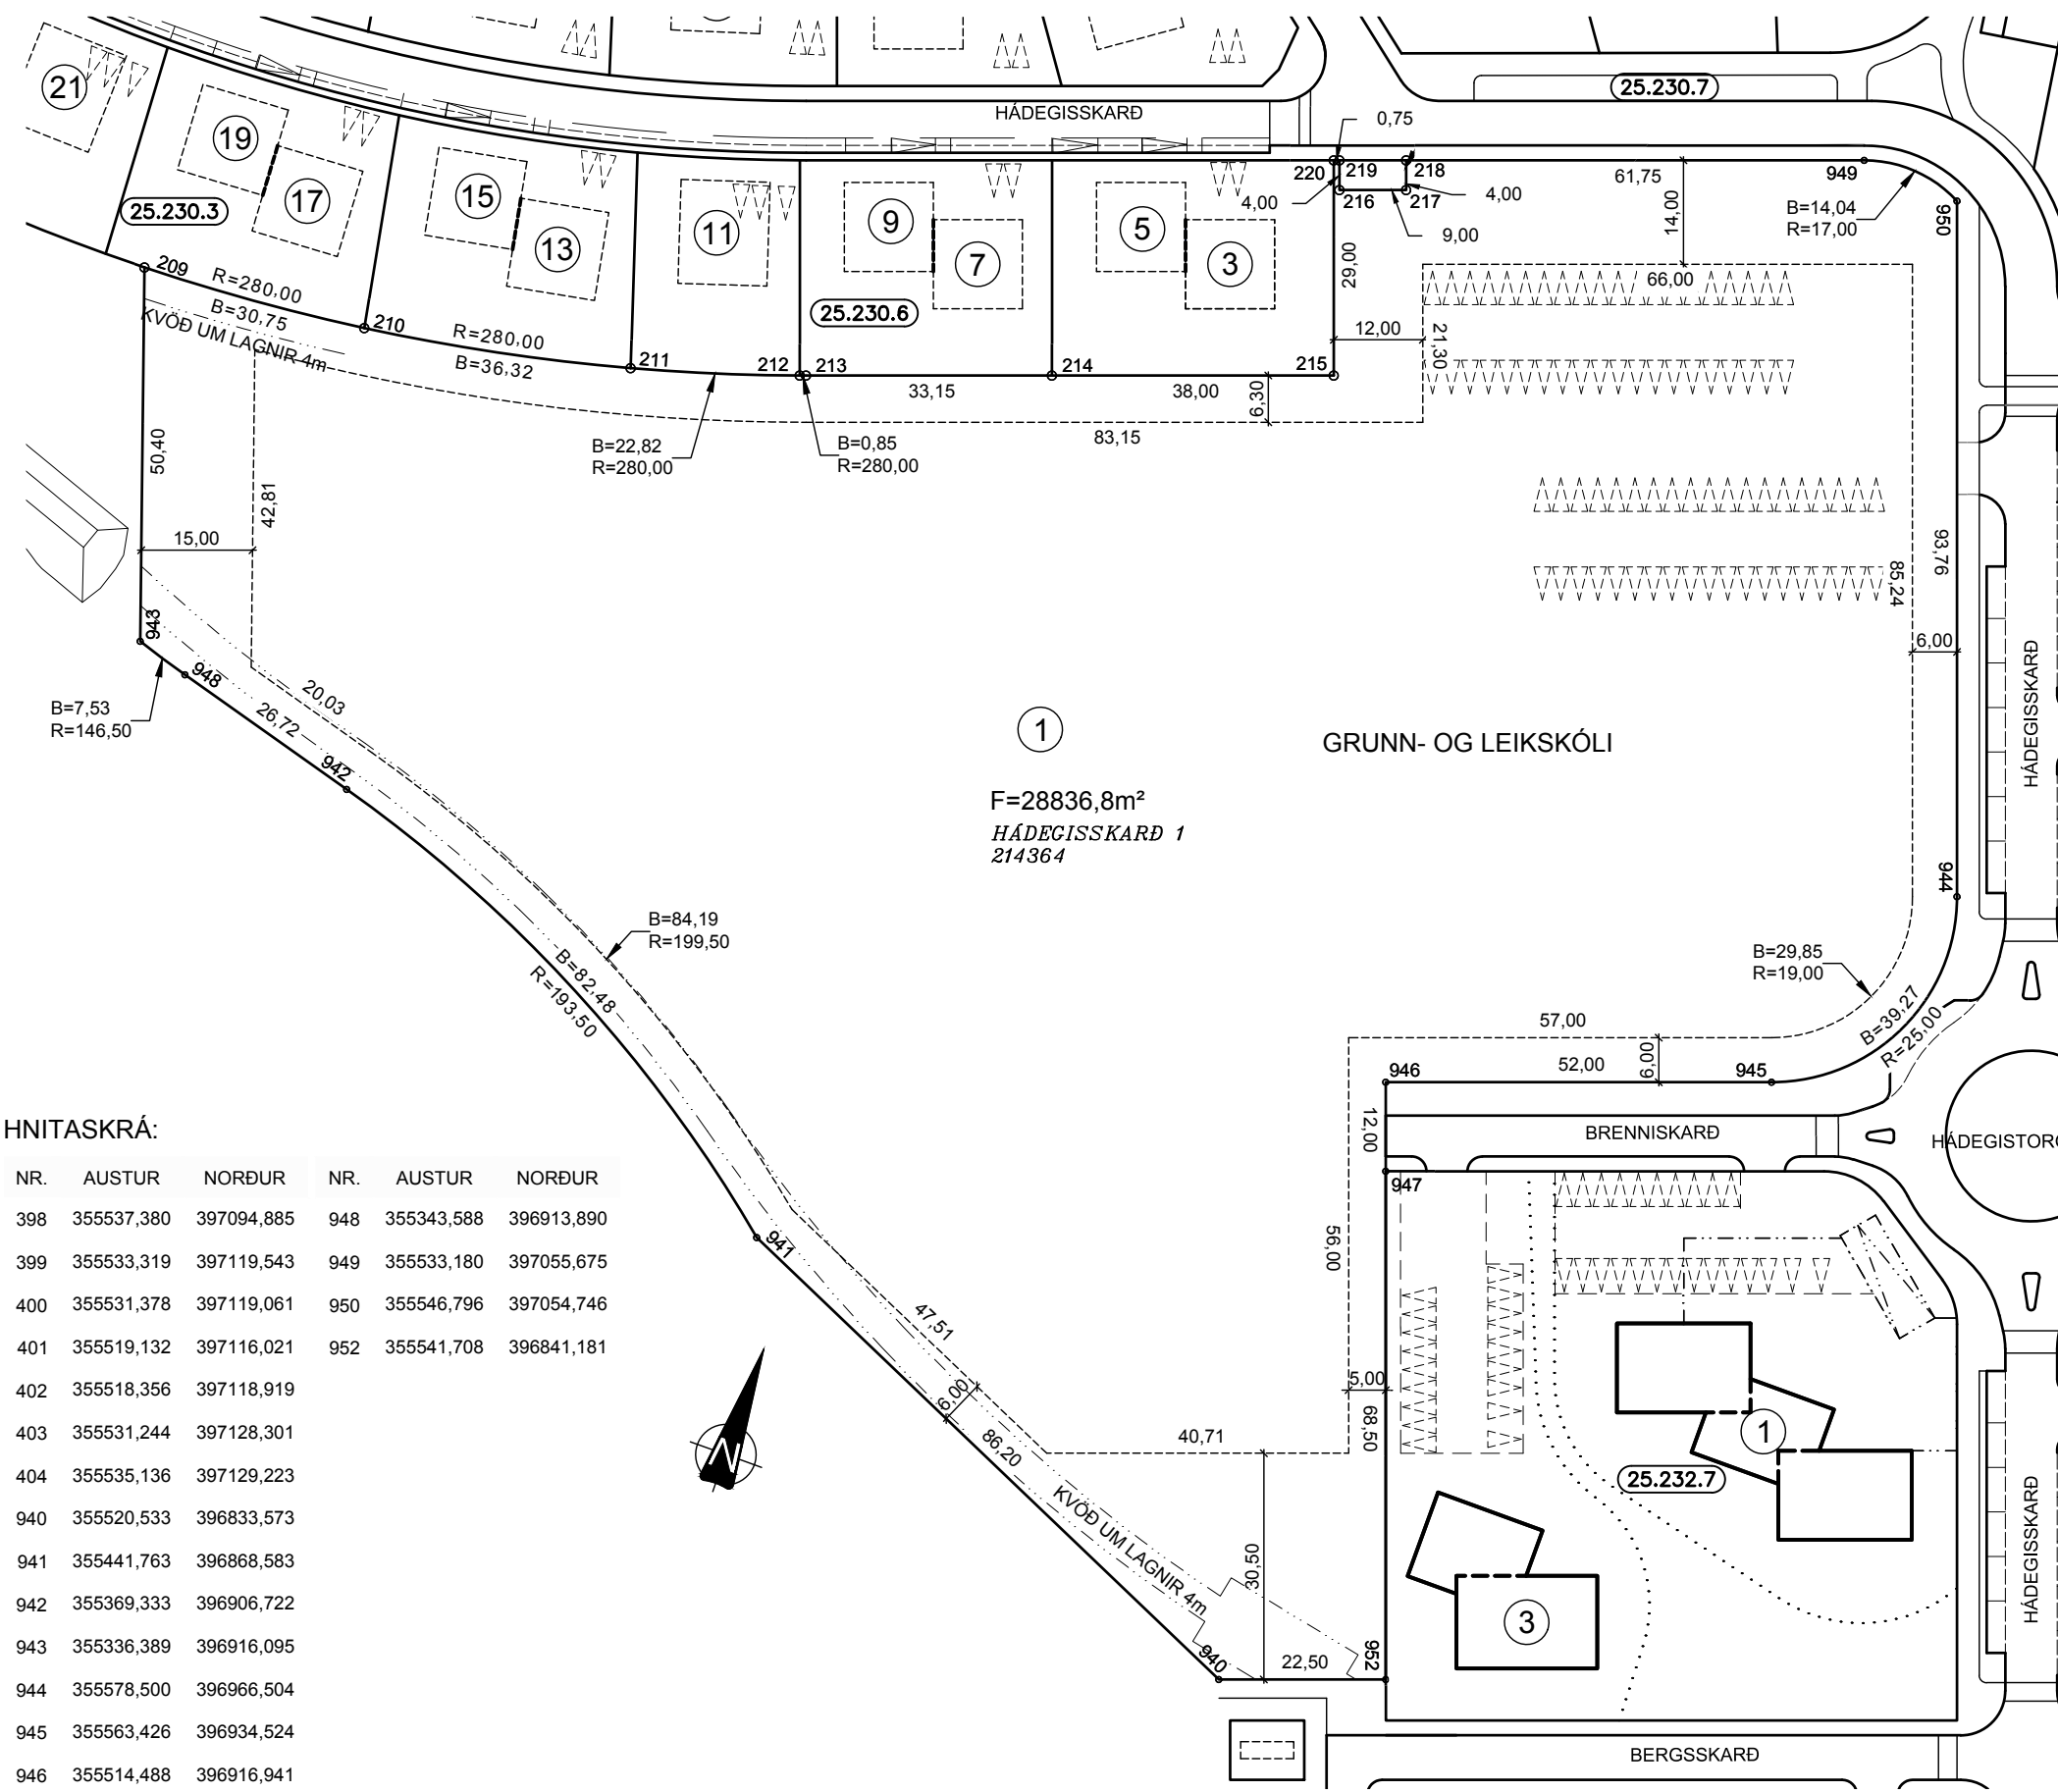 21
19
17
25.230.3
15
13
11
9
7
25.230.6
5
3
HÁDEGISSKARÐ
25.230.7
0,75
220
219
218
4,00
216
217
4,00
9,00
61,75
949
14,00
B=14,04
R=17,00
950
29,00
66,00
12,00
21,30
209
R=280,00
B=30,75
KVÖÐ UM LAGNIR 4m
210
R=280,00
B=36,32
211
212
213
214
215
33,15
38,00
6,30
83,15
B=22,82
R=280,00
B=0,85
R=280,00
50,40
42,81
15,00
943
948
B=7,53
R=146,50
20,03
26,72
942
93,76
85,24
6,00
HÁDEGISSKARÐ
1
GRUNN- OG LEIKSKÓLI
F=28836,8m²
HÁDEGISSKARÐ 1
214364
944
B=84,19
R=199,50
B=82,48
R=193,50
B=29,85
R=19,00
B=39,27
R=25,00
57,00
6,00
52,00
946
945
12,00
BRENNISKARÐ
HÁDEGISTORG
947
56,00
941
47,51
6,00
86,20
5,00
68,50
40,71
KVÖÐ UM LAGNIR 4m
30,50
940
22,50
952
1
25.232.7
3
HÁDEGISSKARÐ
BERGSSKARÐ
N
HNITASKRÁ:
NR. AUSTUR NORÐUR NR. AUSTUR NORÐUR
398 355537,380 397094,885 948 355343,588 396913,890
399 355533,319 397119,543 949 355533,180 397055,675
400 355531,378 397119,061 950 355546,796 397054,746
401 355519,132 397116,021 952 355541,708 396841,181
402 355518,356 397118,919
403 355531,244 397128,301
404 355535,136 397129,223
940 355520,533 396833,573
941 355441,763 396868,583
942 355369,333 396906,722
943 355336,389 396916,095
944 355578,500 396966,504
945 355563,426 396934,524
946 355514,488 396916,941